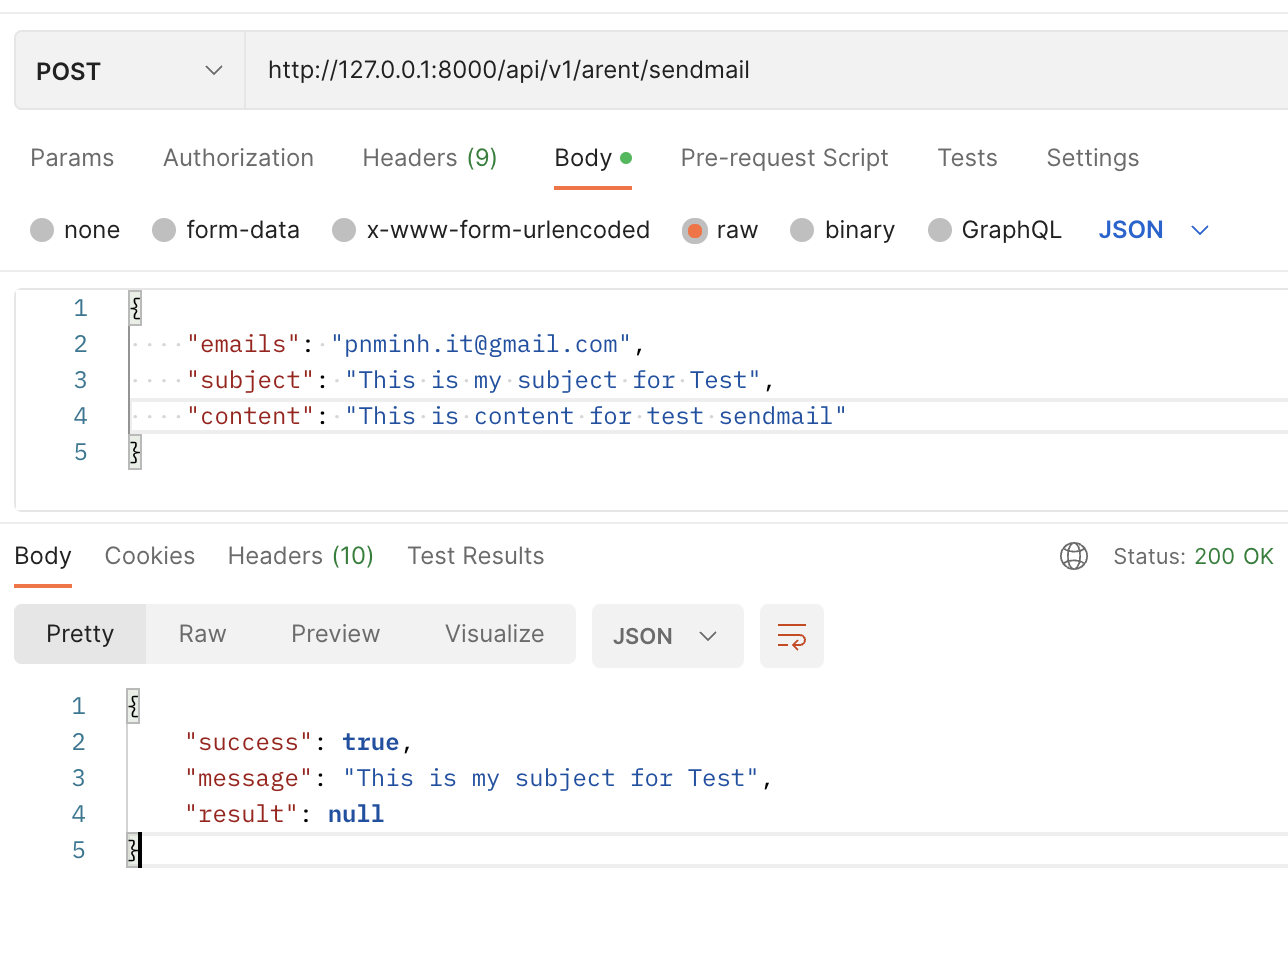 POST http://127.0.0.1:8000/api/v1/arent/sendmail
Params Authorization Headers (9) Body Pre-request Script Tests Settings
none form-data x-www-form-urlencoded raw binary GraphQL JSON
1 {
2 "emails": "pnminh.it@gmail.com",
3 "subject": "This is my subject for Test",
4 "content": "This is content for test sendmail"
5 }
Body Cookies Headers (10) Test Results Status: 200 OK
Pretty Raw Preview Visualize JSON
1 {
2 "success": true,
3 "message": "This is my subject for Test",
4 "result": null
5 }